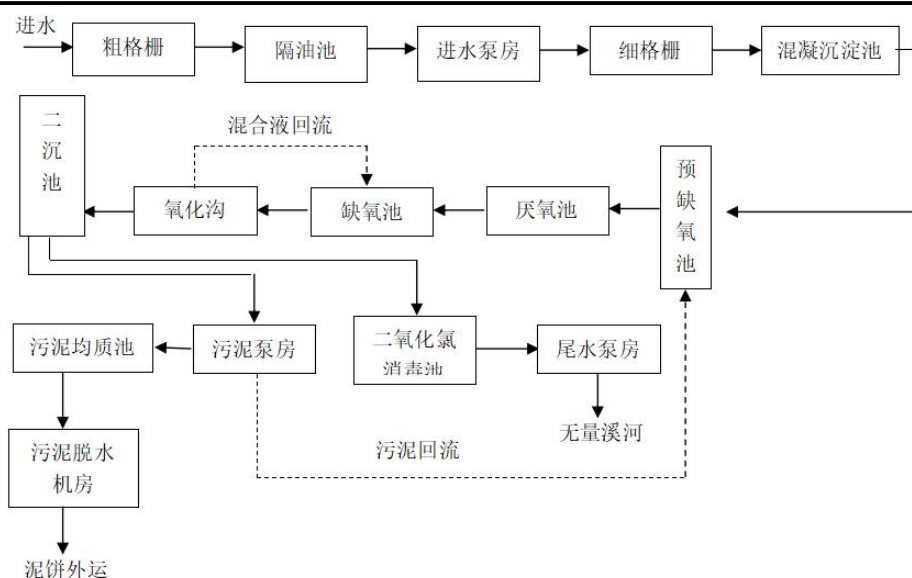 进水
粗格栅
隔油池
进水泵房
细格栅
混凝沉淀池
二
沉
池
混合液回流
氧化沟
缺氧池
厌氧池
预
缺
氧
池
污泥均质池
污泥泵房
二氧化氯
消毒池
尾水泵房
无量溪河
污泥回流
污泥脱水
机房
泥饼外运